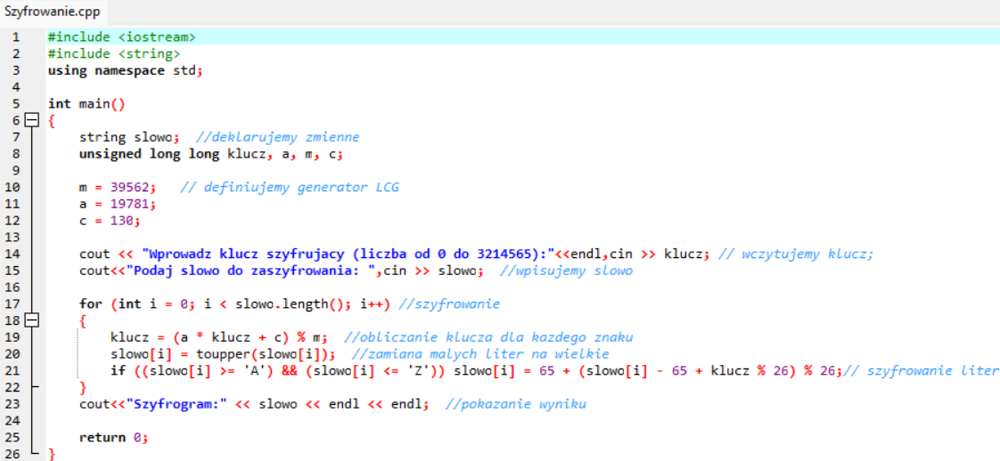 Szyfrowanie.cpp
1 #include <iostream>
2 #include <string>
3 using namespace std;
4
5 int main()
6 {
7 string slowo; //deklarujemy zmienne
8 unsigned long long klucz, a, m, c;
9
10 m = 39562; // definiujemy generator LCG
11 a = 19781;
12 c = 130;
13
14 cout << "Wprowadz klucz szyfrujacy (liczba od 0 do 3214565):"<<endl,cin >> klucz; // wczytujemy klucz;
15 cout<<"Podaj slowo do zaszyfrowania: ",cin >> slowo; //wpisujemy slowo
16
17 for (int i = 0; i < slowo.length(); i++) //szyfrowanie
18 {
19 klucz = (a * klucz + c) % m; //obliczanie klucza dla kazdego znaku
20 slowo[i] = toupper(slowo[i]); //zamiana malych liter na wielkie
21 if ((slowo[i] >= 'A') && (slowo[i] <= 'Z')) slowo[i] = 65 + (slowo[i] - 65 + klucz % 26) % 26;// szyfrowanie liter
22 }
23 cout<<"Szyfrogram:" << slowo << endl << endl; //pokazanie wyniku
24
25 return 0;
26 }